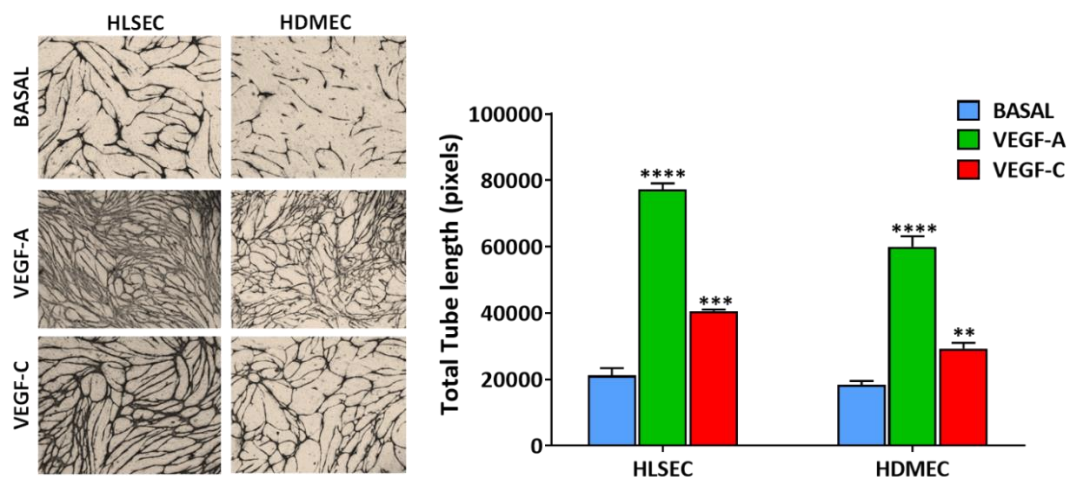 HLSEC HDMEC
BASAL
VEGF-A
VEGF-C
Total Tube length (pixels)
100000
80000
60000
40000
20000
0
BASAL
VEGF-A
VEGF-C
****
***
****
**
HLSEC HDMEC